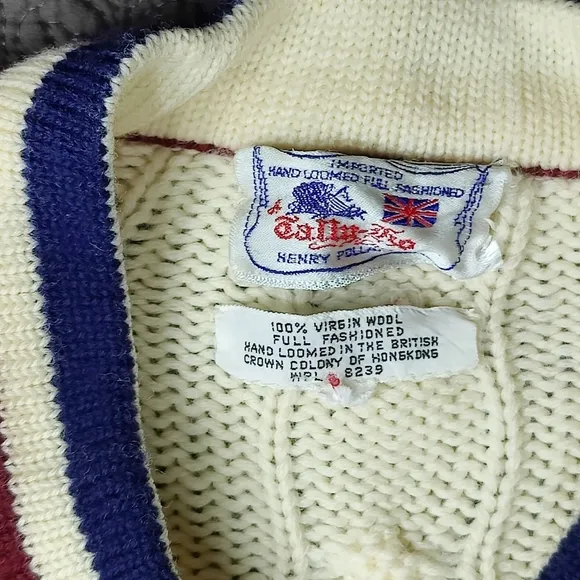 IMPORTED
HAND LOOMED FULL FASHIONED
Tally-Ho
HENRY
100% VIRGIN WOOL
FULL FASHIONED
HAND LOOMED IN THE BRITISH
CROWN COLONY OF HONGKONG
WPL 8239